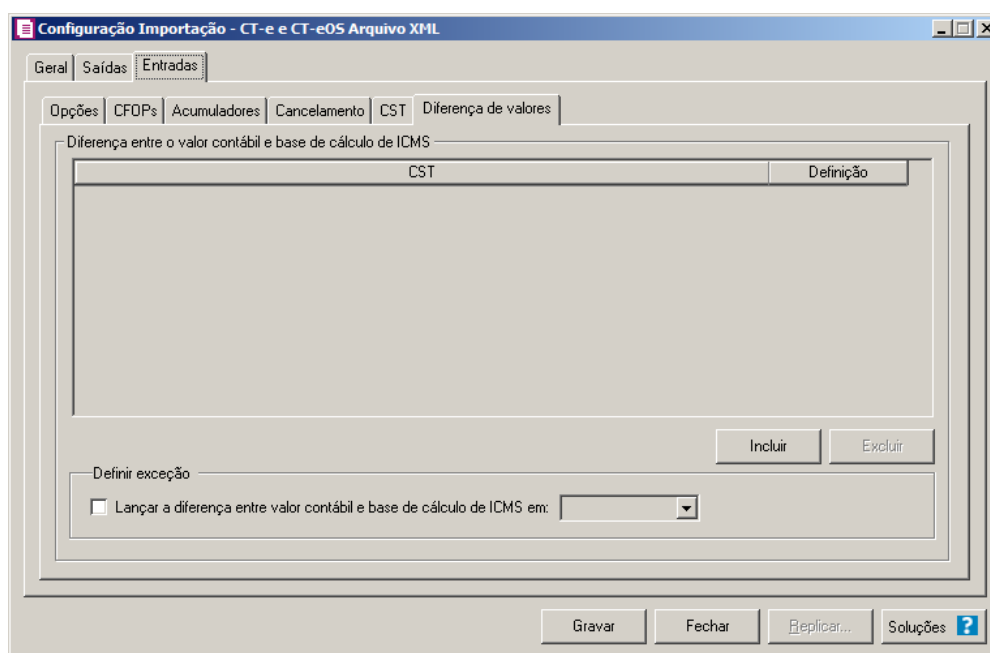 Configuração Importação - CT-e e CT-eOS Arquivo XML
Geral Saídas Entradas
Opções CFOPs Acumuladores Cancelamento CST Diferença de valores
Diferença entre o valor contábil e base de cálculo de ICMS
CST Definição
Incluir Excluir
Definir exceção
Lançar a diferença entre valor contábil e base de cálculo de ICMS em:
Gravar Fechar Replicar... Soluções ?